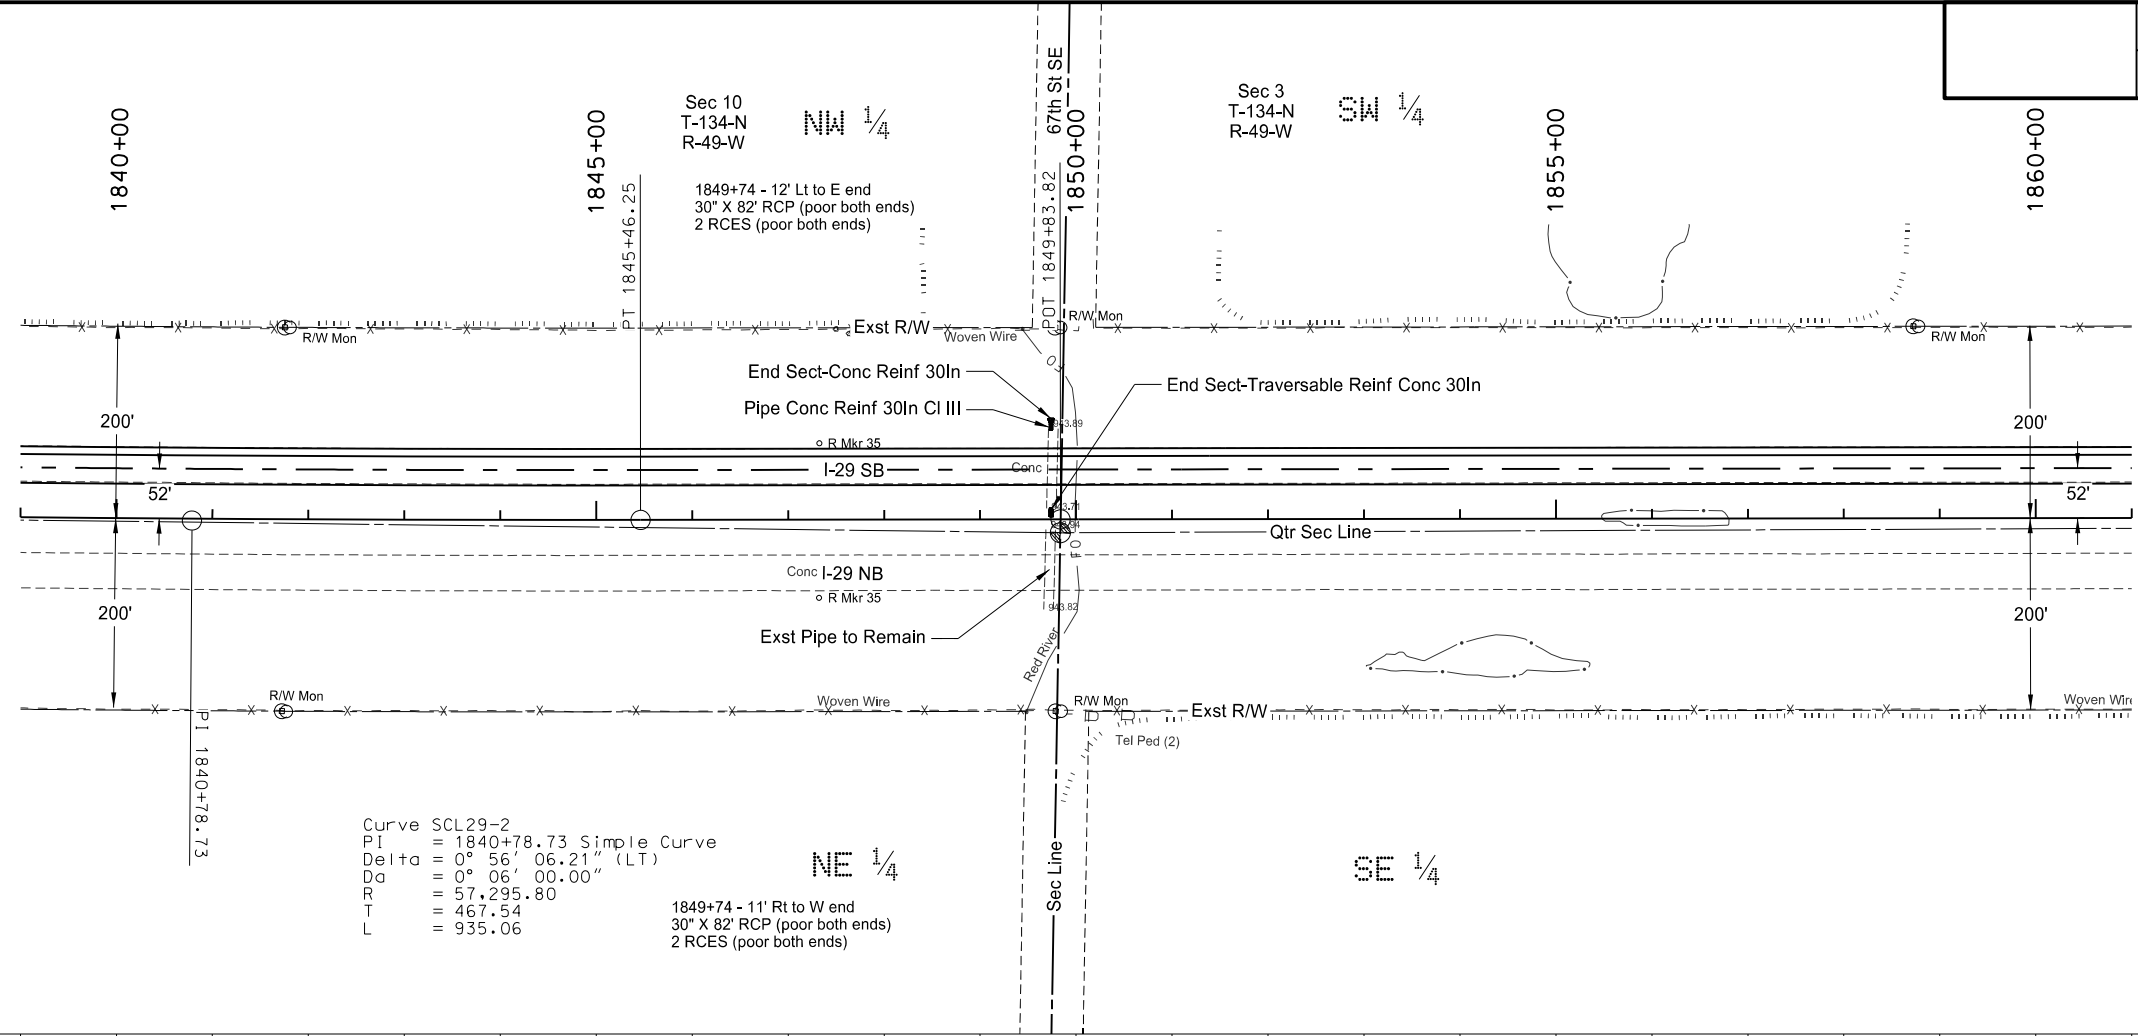 1840+00
1845+00
1850+00
1855+00
1860+00
67th St SE
Sec 10
T-134-N
R-49-W
NW 1/4
Sec 3
T-134-N
R-49-W
SW 1/4
PT 1845+46.25
1849+74 - 12' Lt to E end
30" X 82' RCP (poor both ends)
2 RCES (poor both ends)
POT 1849+83.82
R/W Mon
Exst R/W
Woven Wire
R/W Mon
R/W Mon
End Sect-Conc Reinf 30In
Pipe Conc Reinf 30In Cl III
End Sect-Traversable Reinf Conc 30In
200'
200'
R Mkr 35
I-29 SB
Conc
52'
52'
Qtr Sec Line
Conc I-29 NB
R Mkr 35
943.82
200'
200'
Exst Pipe to Remain
Red River
R/W Mon
Woven Wire
R/W Mon
Exst R/W
Woven Wire
Tel Ped (2)
PI 1840+78.73
Curve SCL29-2
PI = 1840+78.73 Simple Curve
Delta = 0° 56' 06.21" (LT)
Da = 0° 06' 00.00"
R = 57,295.80
T = 467.54
L = 935.06
NE 1/4
SE 1/4
Sec Line
1849+74 - 11' Rt to W end
30" X 82' RCP (poor both ends)
2 RCES (poor both ends)